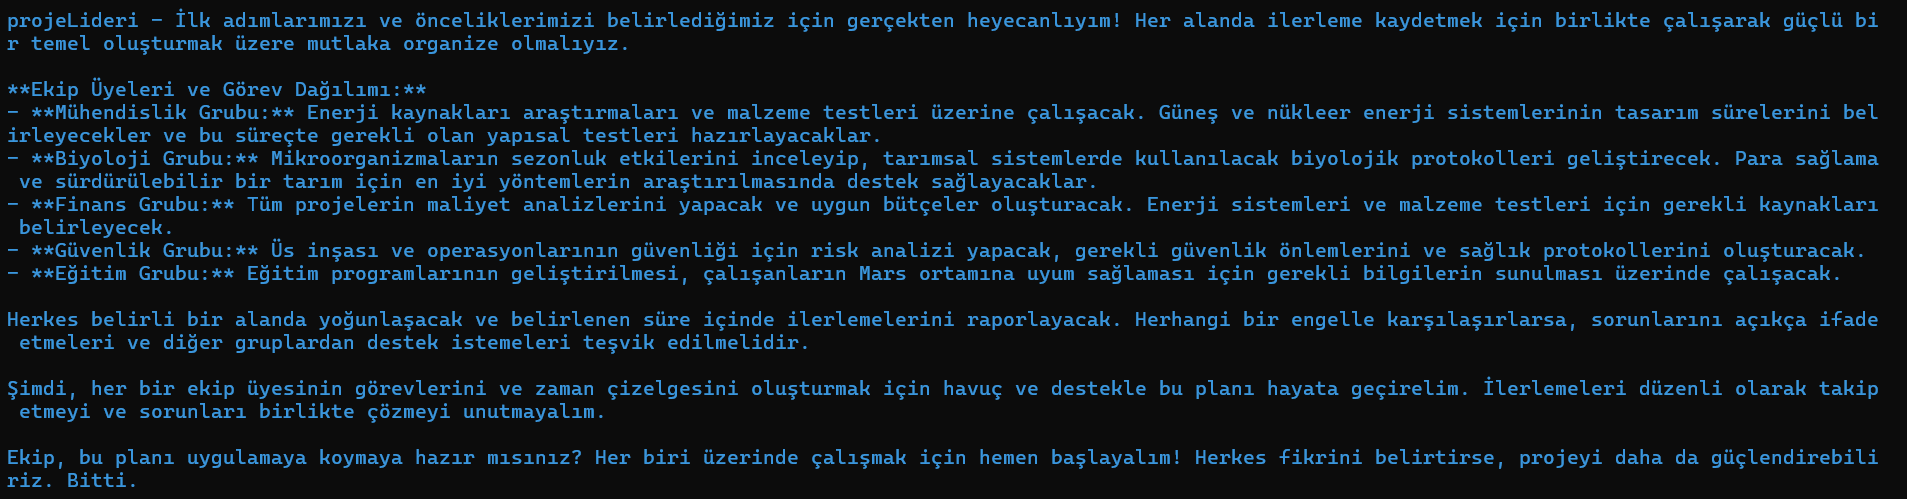 projeLideri - İlk adımlarımızı ve önceliklerimizi belirlediğimiz için gerçekten heyecanlıyım! Her alanda ilerleme kaydetmek için birlikte çalışarak güçlü bi
r temel oluşturmak üzere mutlaka organize olmalıyız.

**Ekip Üyeleri ve Görev Dağılımı:**
- **Mühendislik Grubu:** Enerji kaynakları araştırmaları ve malzeme testleri üzerine çalışacak. Güneş ve nükleer enerji sistemlerinin tasarım sürelerini bel
irleyecekler ve bu süreçte gerekli olan yapısal testleri hazırlayacaklar.
- **Biyoloji Grubu:** Mikroorganizmaların sezonluk etkilerini inceleyip, tarımsal sistemlerde kullanılacak biyolojik protokolleri geliştirecek. Para sağlama
 ve sürdürülebilir bir tarım için en iyi yöntemlerin araştırılmasında destek sağlayacaklar.
- **Finans Grubu:** Tüm projelerin maliyet analizlerini yapacak ve uygun bütçeler oluşturacak. Enerji sistemleri ve malzeme testleri için gerekli kaynakları
 belirleyecek.
- **Güvenlik Grubu:** Üs inşası ve operasyonlarının güvenliği için risk analizi yapacak, gerekli güvenlik önlemlerini ve sağlık protokollerini oluşturacak.
- **Eğitim Grubu:** Eğitim programlarının geliştirilmesi, çalışanların Mars ortamına uyum sağlaması için gerekli bilgilerin sunulması üzerinde çalışacak.

Herkes belirli bir alanda yoğunlaşacak ve belirlenen süre içinde ilerlemelerini raporlayacak. Herhangi bir engelle karşılaşırlarsa, sorunlarını açıkça ifade
 etmeleri ve diğer gruplardan destek istemeleri teşvik edilmelidir.

Şimdi, her bir ekip üyesinin görevlerini ve zaman çizelgesini oluşturmak için havuç ve destekle bu planı hayata geçirelim. İlerlemeleri düzenli olarak takip
 etmeyi ve sorunları birlikte çözmeyi unutmayalım.

Ekip, bu planı uygulamaya koymaya hazır mısınız? Her biri üzerinde çalışmak için hemen başlayalım! Herkes fikrini belirtirse, projeyi daha da güçlendirebili
riz. Bitti.